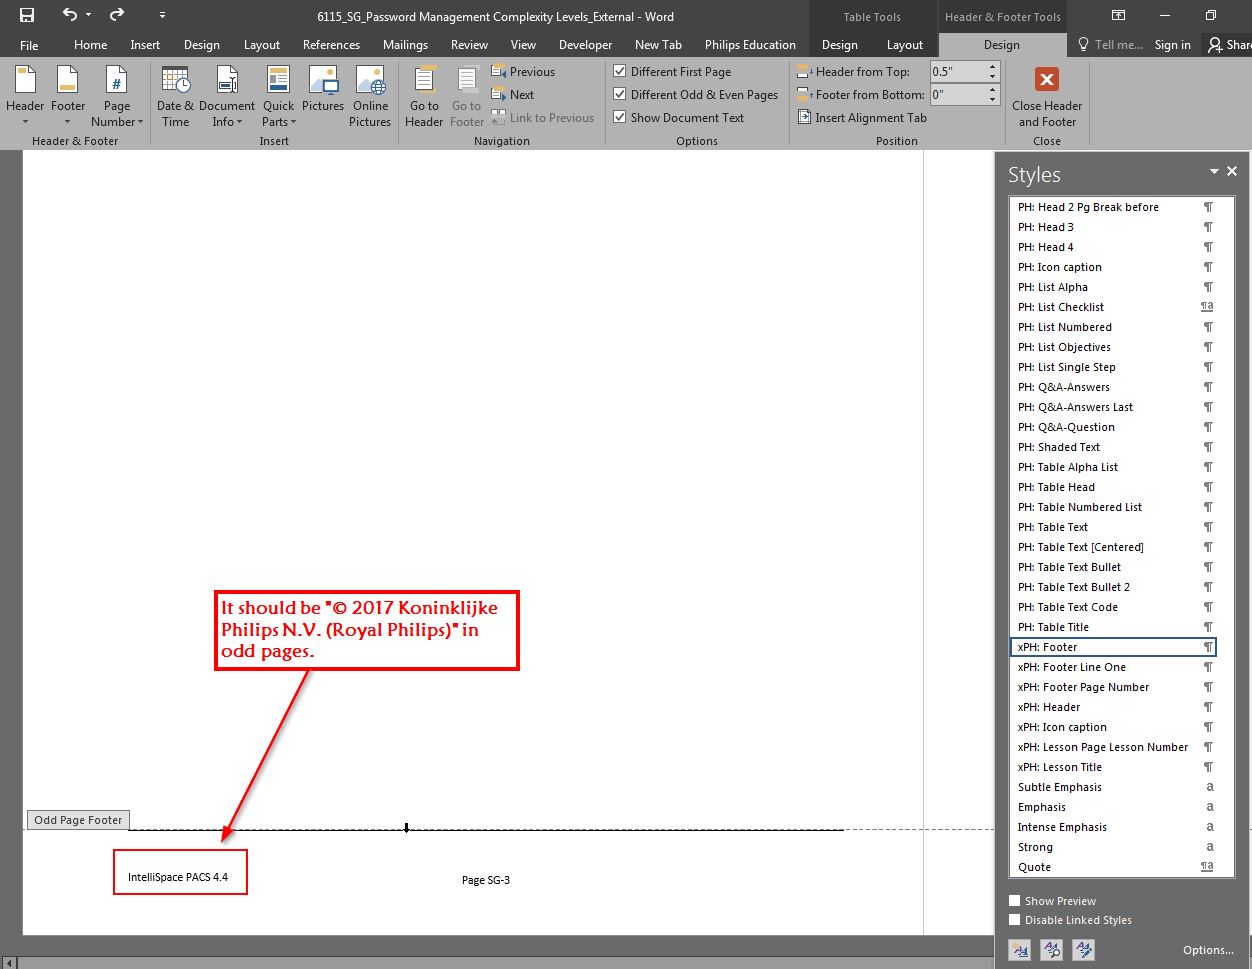 6115_SG_Password Management Complexity Levels_External - Word
Table Tools
Header & Footer Tools
File Home Insert Design Layout References Mailings Review View Developer New Tab Philips Education Design Layout Design Tell me... Sign in Share
Header
Footer
Page
Number
Header & Footer
Date &
Time
Document
Info
Quick
Parts
Pictures
Online
Pictures
Insert
Go to
Header
Go to
Footer
Previous
Next
Link to Previous
Navigation
Different First Page
Different Odd & Even Pages
Show Document Text
Options
Header from Top: 0.5"
Footer from Bottom: 0"
Insert Alignment Tab
Position
Close Header
and Footer
Close
It should be "© 2017 Koninklijke
Philips N.V. (Royal Philips)" in
odd pages.
Odd Page Footer
IntelliSpace PACS 4.4
Page SG-3
Styles
PH: Head 2 Pg Break before ¶
PH: Head 3 ¶
PH: Head 4 ¶
PH: Icon caption ¶
PH: List Alpha ¶
PH: List Checklist ¶a
PH: List Numbered ¶
PH: List Objectives ¶
PH: List Single Step ¶
PH: Q&A-Answers ¶
PH: Q&A-Answers Last ¶
PH: Q&A-Question ¶
PH: Shaded Text ¶
PH: Table Alpha List ¶
PH: Table Head ¶
PH: Table Numbered List ¶
PH: Table Text ¶
PH: Table Text [Centered] ¶
PH: Table Text Bullet ¶
PH: Table Text Bullet 2 ¶
PH: Table Text Code ¶
PH: Table Title ¶
xPH: Footer ¶
xPH: Footer Line One ¶
xPH: Footer Page Number ¶
xPH: Header ¶
xPH: Icon caption ¶
xPH: Lesson Page Lesson Number ¶
xPH: Lesson Title ¶
Subtle Emphasis a
Emphasis a
Intense Emphasis a
Strong a
Quote ¶a
Show Preview
Disable Linked Styles
Options...